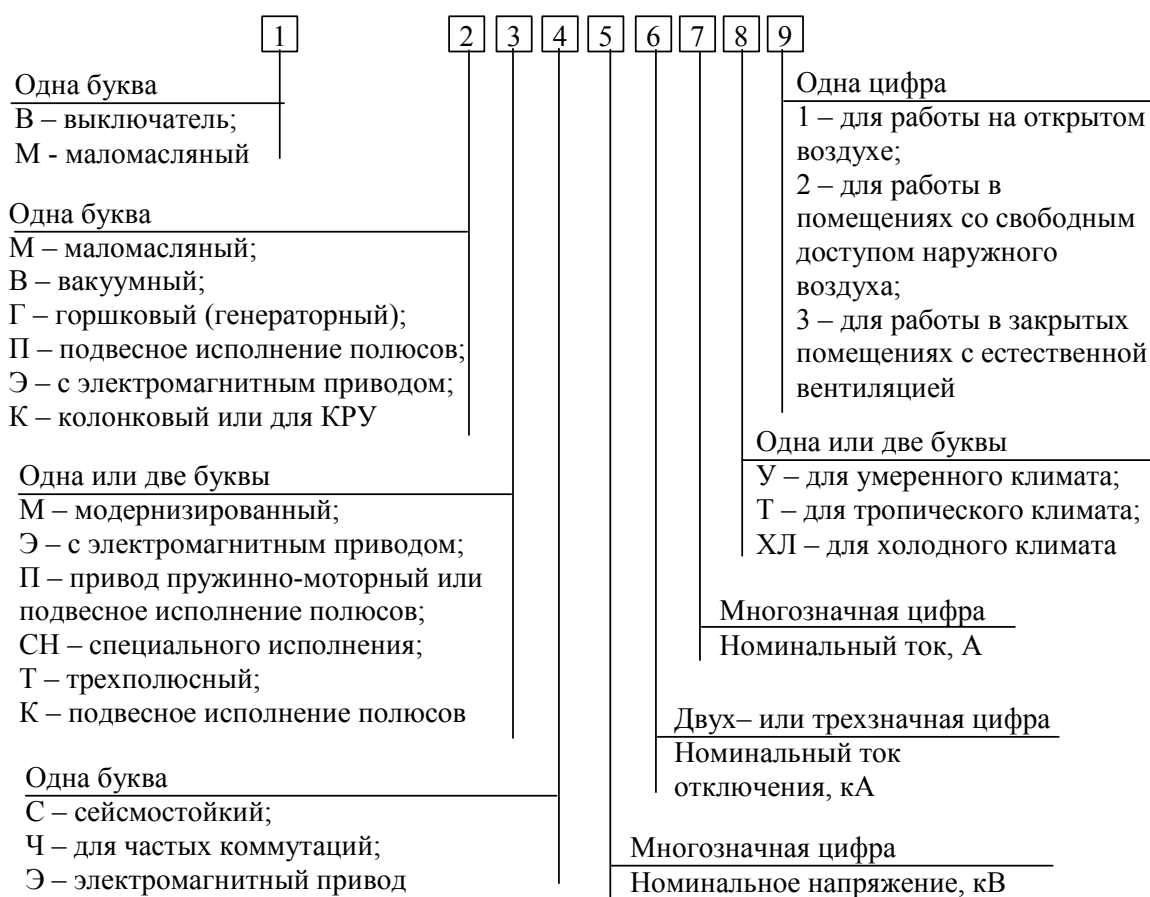 1 2 3 4 5 6 7 8 9
Одна буква
В – выключатель;
М - маломасляный
Одна буква
М – маломасляный;
В – вакуумный;
Г – горшковый (генераторный);
П – подвесное исполнение полюсов;
Э – с электромагнитным приводом;
К – колонковый или для КРУ
Одна или две буквы
М – модернизированный;
Э – с электромагнитным приводом;
П – привод пружинно-моторный или
подвесное исполнение полюсов;
СН – специального исполнения;
Т – трехполюсный;
К – подвесное исполнение полюсов
Одна буква
С – сейсмостойкий;
Ч – для частых коммутаций;
Э – электромагнитный привод
Одна цифра
1 – для работы на открытом
воздухе;
2 – для работы в
помещениях со свободным
доступом наружного
воздуха;
3 – для работы в закрытых
помещениях с естественной
вентиляцией
Одна или две буквы
У – для умеренного климата;
Т – для тропического климата;
ХЛ – для холодного климата
Многозначная цифра
Номинальный ток, А
Двух– или трехзначная цифра
Номинальный ток
отключения, кА
Многозначная цифра
Номинальное напряжение, кВ